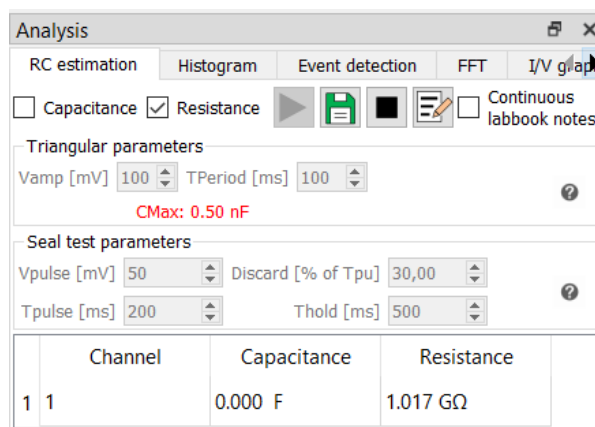 Analysis
RC estimation Histogram Event detection FFT I/V grap
Capacitance Resistance Continuous
labbook notes
Triangular parameters
Vamp [mV] 100 TPeriod [ms] 100
CMax: 0.50 nF
Seal test parameters
Vpulse [mV] 50 Discard [% of Tpu] 30,00
Tpulse [ms] 200 Thold [ms] 500
Channel Capacitance Resistance
1 1 0.000 F 1.017 GΩ